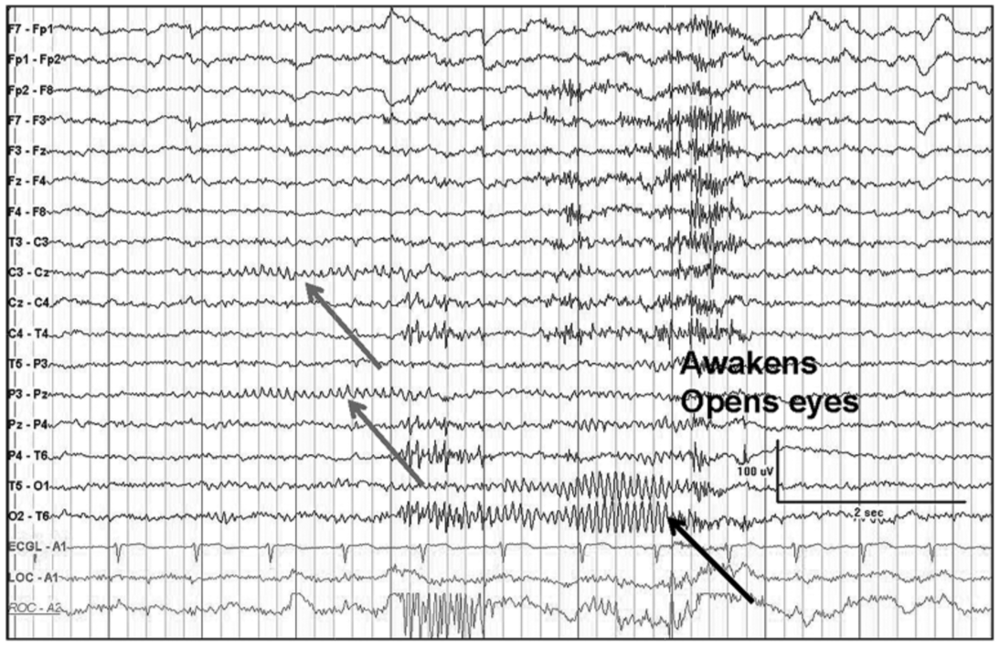 F7 - Fp1
Fp1 - Fp2
Fp2 - F8
F7 - F3
F3 - Fz
Fz - F4
F4 - F8
T3 - C3
C3 - Cz
Cz - C4
C4 - T4
T5 - P3
Awakens
P3 - Pz
Opens eyes
Pz - P4
P4 - T6
100 uV
T5 - O1
2 sec
O2 - T6
ECGL - A1
LOC - A1
ROC - A2